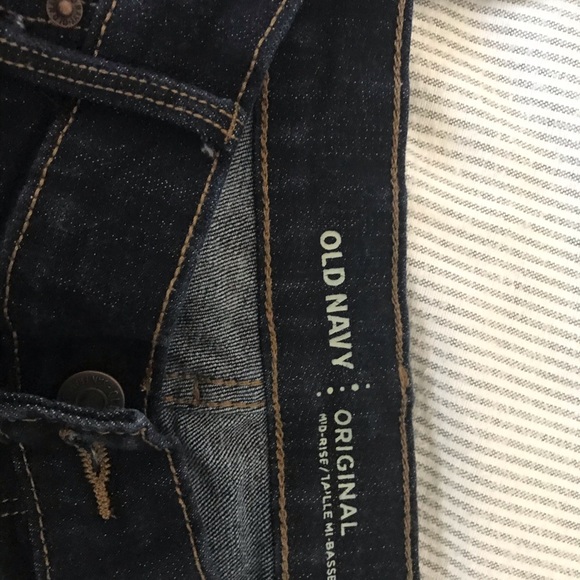 OLD NAVY
ORIGINAL
MID-RISE/TAILLE MI-BASSE